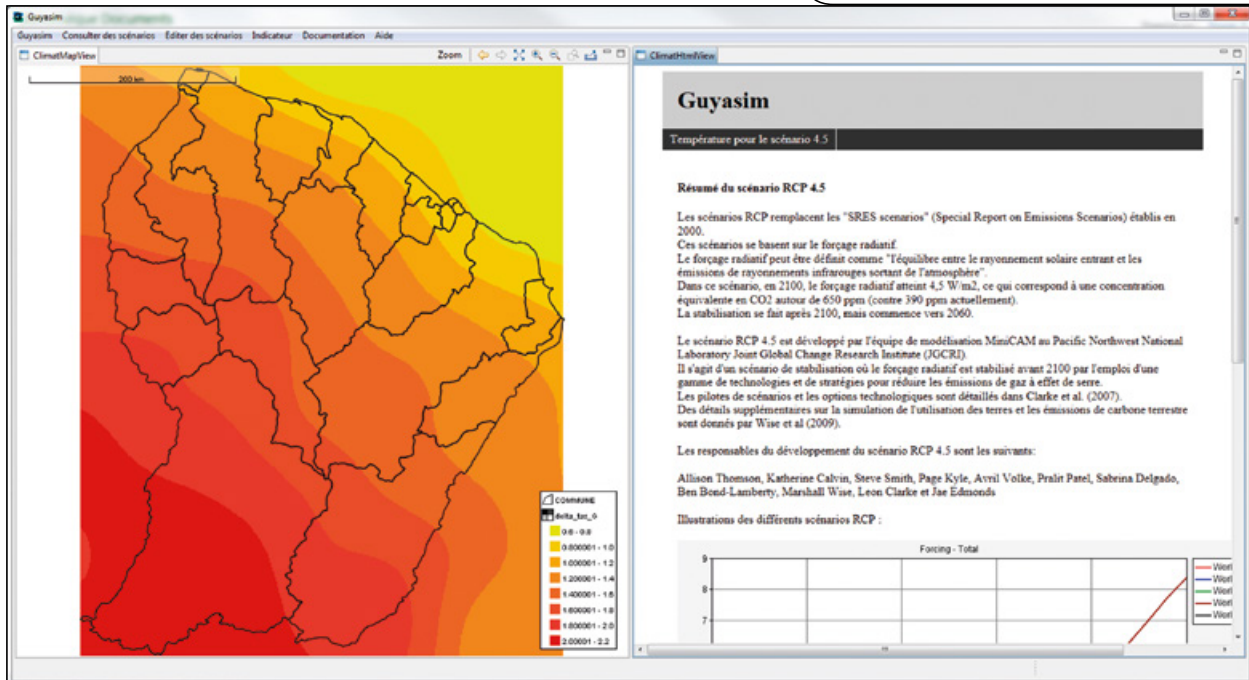 Guyasim
Guyasim Consulter des scénarios Editer des scénarios Indicateur Documentation Aide
ClimatMapView
Zoom
200 km
COMMUNE
0.6 - 0.8
0.800001 - 1.0
1.000001 - 1.2
1.200001 - 1.4
1.400001 - 1.6
1.600001 - 1.8
1.800001 - 2.0
2.00001 - 2.2
ClimatHtmlView
Guyasim
Température pour le scénario 4.5
Résumé du scénario RCP 4.5
Les scénarios RCP remplacent les "SRES scenarios" (Special Report on Emissions Scenarios) établis en
2000.
Ces scénarios se basent sur le forçage radiatif.
Le forçage radiatif peut être définit comme "l'équilibre entre le rayonnement solaire entrant et les
émissions de rayonnements infrarouges sortant de l'atmosphère".
Dans ce scénario, en 2100, le forçage radiatif atteint 4,5 W/m2, ce qui correspond à une concentration
équivalente en CO2 autour de 650 ppm (contre 390 ppm actuellement).
La stabilisation se fait après 2100, mais commence vers 2060.
Le scénario RCP 4.5 est développé par l'équipe de modélisation MiniCAM au Pacific Northwest National
Laboratory Joint Global Change Research Institute (JGCRI).
Il s'agit d'un scénario de stabilisation où le forçage radiatif est stabilisé avant 2100 par l'emploi d'une
gamme de technologies et de stratégies pour réduire les émissions de gaz à effet de serre.
Les pilotes de scénarios et les options technologiques sont détaillés dans Clarke et al. (2007).
Des détails supplémentaires sur la simulation de l'utilisation des terres et les émissions de carbone terrestre
sont donnés par Wise et al (2009).
Les responsables du développement du scénario RCP 4.5 sont les suivants:
Allison Thomson, Katherine Calvin, Steve Smith, Page Kyle, Avril Volke, Pralit Patel, Sabrina Delgado,
Ben Bond-Lamberty, Marshall Wise, Leon Clarke et Jae Edmonds
Illustrations des différents scénarios RCP :
Forcing - Total
9
8
7
Worl
Worl
Worl
Worl
Worl